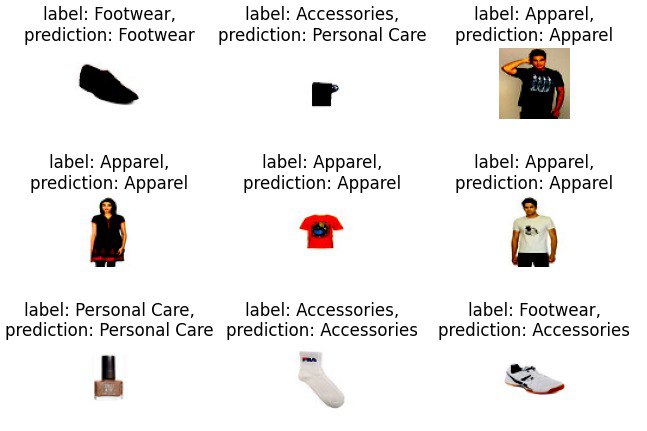 label: Footwear,
prediction: Footwear
label: Accessories,
prediction: Personal Care
label: Apparel,
prediction: Apparel
label: Apparel,
prediction: Apparel
label: Apparel,
prediction: Apparel
label: Apparel,
prediction: Apparel
label: Personal Care,
prediction: Personal Care
label: Accessories,
prediction: Accessories
FILA
label: Footwear,
prediction: Accessories